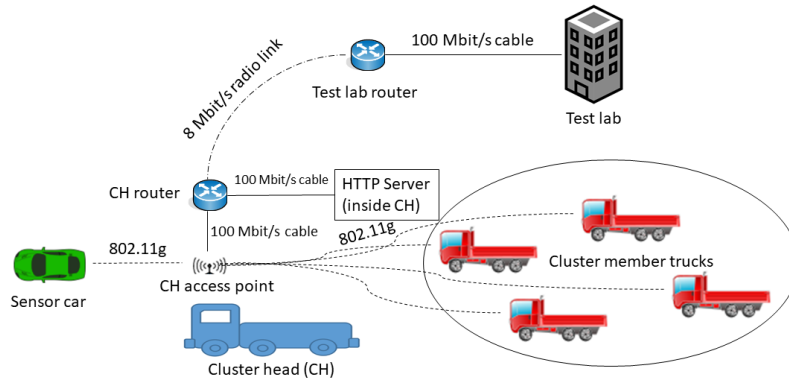 100 Mbit/s cable
8 Mbit/s radio link
Test lab router
Test lab
CH router
100 Mbit/s cable
HTTP Server
(inside CH)
100 Mbit/s cable
802.11g
802.11g
Cluster member trucks
CH access point
Sensor car
Cluster head (CH)